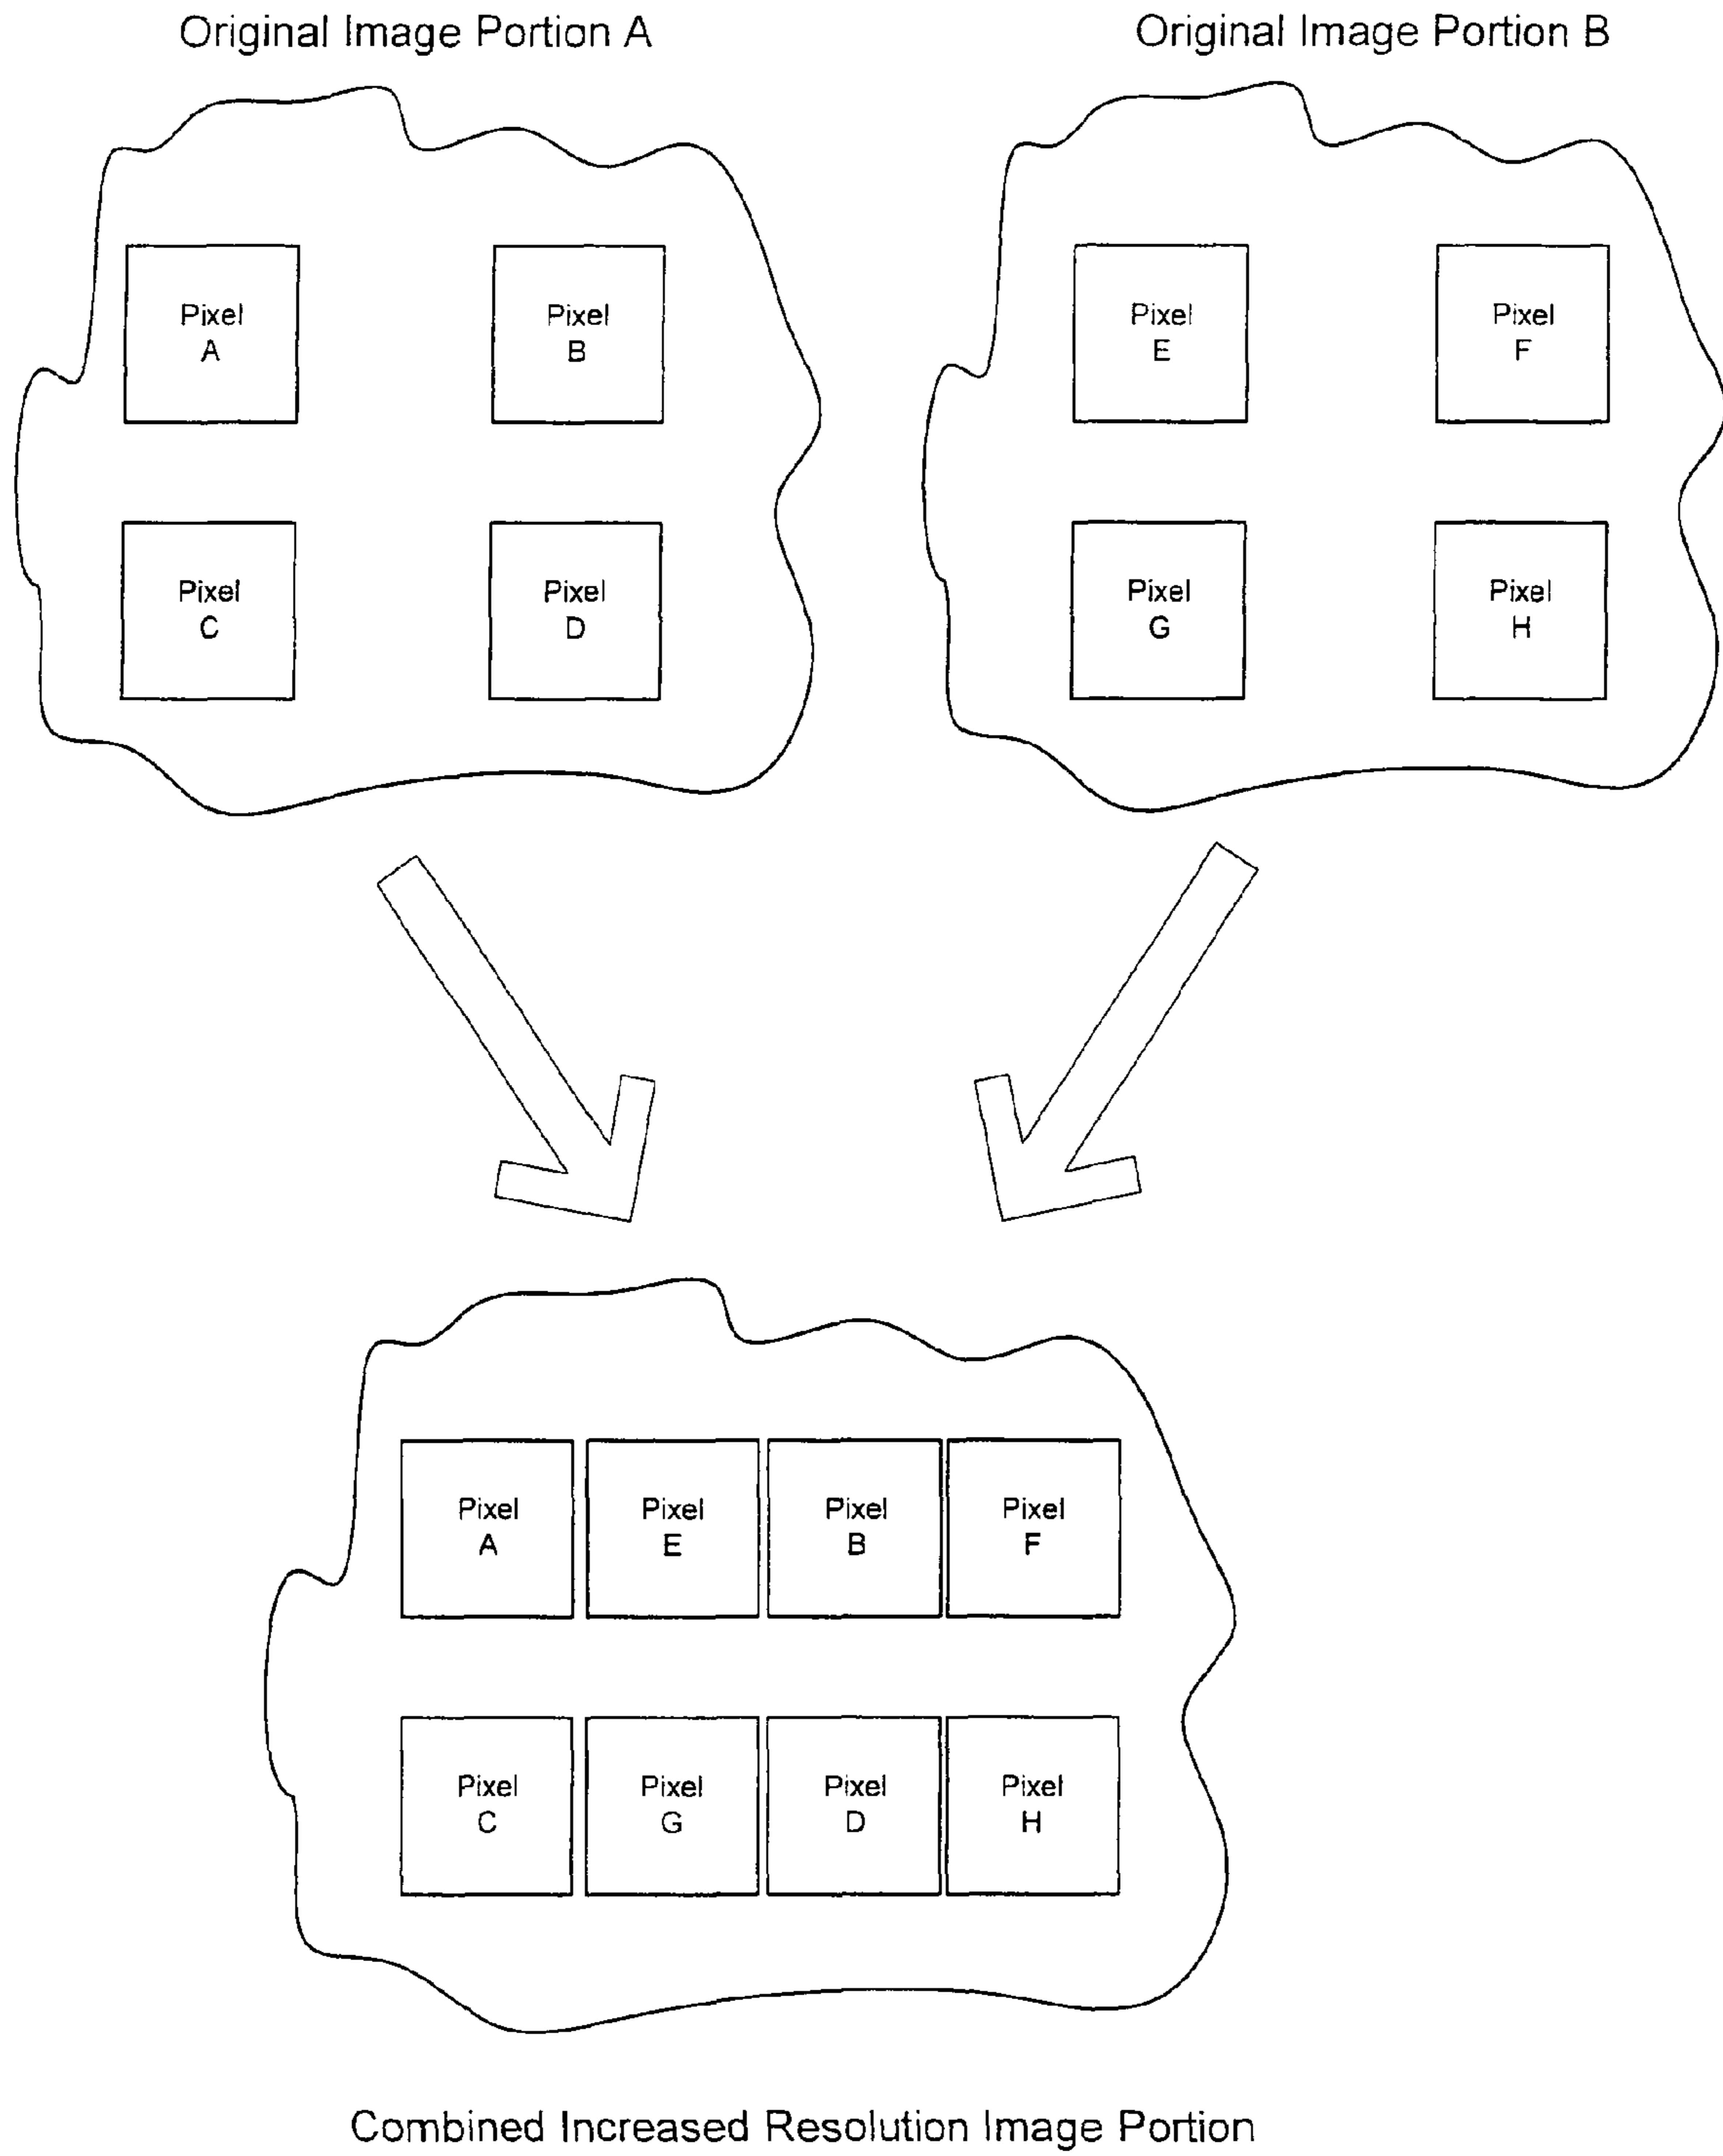 Original Image Portion A
Original Image Portion B
Pixel
A
Pixel
B
Pixel
E
Pixel
F
Pixel
C
Pixel
D
Pixel
G
Pixel
H
Pixel
A
Pixel
E
Pixel
B
Pixel
F
Pixel
C
Pixel
G
Pixel
D
Pixel
H
Combined Increased Resolution Image Portion